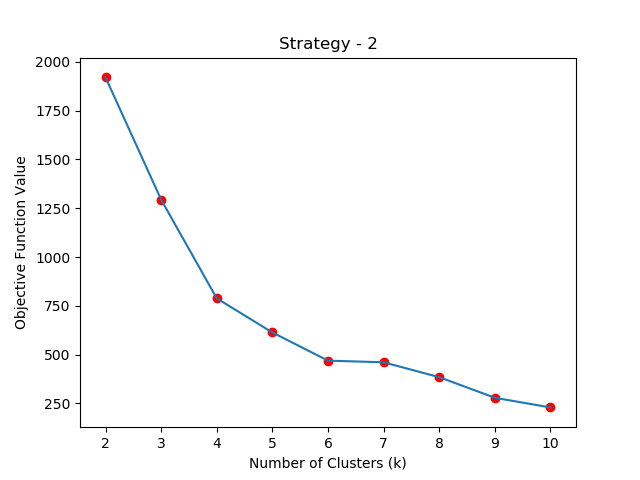 Strategy - 2
2000
1750
1500
1250
1000
750
500
250
Objective Function Value
2 3 4 5 6 7 8 9 10
Number of Clusters (k)